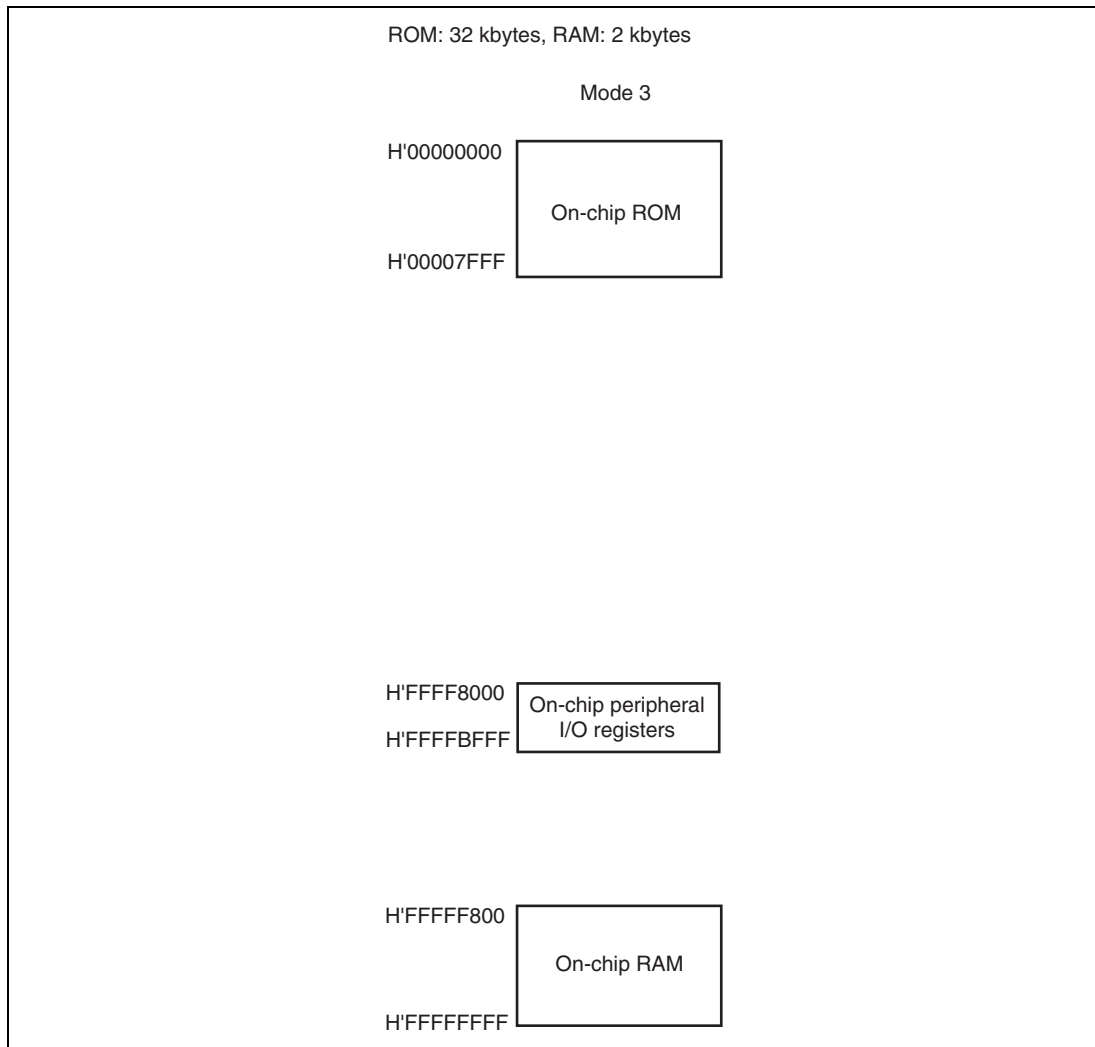 ROM: 32 kbytes, RAM: 2 kbytes
Mode 3
H'00000000
On-chip ROM
H'00007FFF
H'FFFF8000
On-chip peripheral
I/O registers
H'FFFFBFFF
H'FFFFF800
On-chip RAM
H'FFFFFFFF